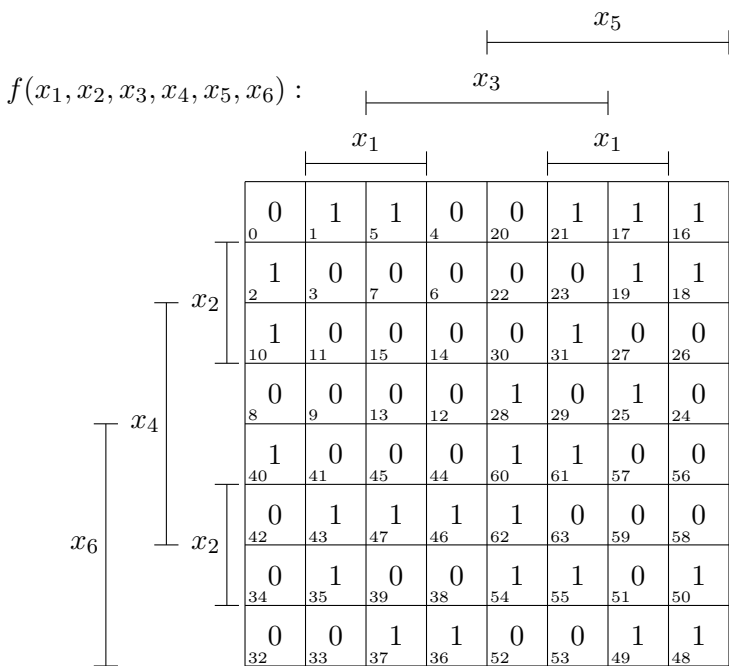 x5
f(x1, x2, x3, x4, x5, x6) :
x3
x1 x1
0 1 1 0 0 1 1 1
0 1 5 4 20 21 17 16
1 0 0 0 0 0 1 1
2 3 7 6 22 23 19 18
x2
1 0 0 0 0 1 0 0
10 11 15 14 30 31 27 26
0 0 0 0 1 0 1 0
8 9 13 12 28 29 25 24
x4
1 0 0 0 1 1 0 0
40 41 45 44 60 61 57 56
0 1 1 1 1 0 0 0
42 43 47 46 62 63 59 58
x6 x2
0 1 0 0 1 1 0 1
34 35 39 38 54 55 51 50
0 0 1 1 0 0 1 1
32 33 37 36 52 53 49 48